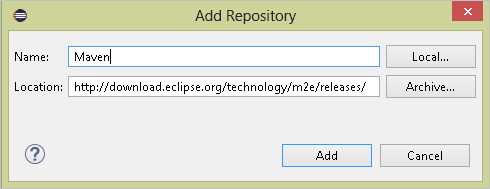 Add Repository
Name: Maven Local...
Location: http://download.eclipse.org/technology/m2e/releases/ Archive...
? Add Cancel